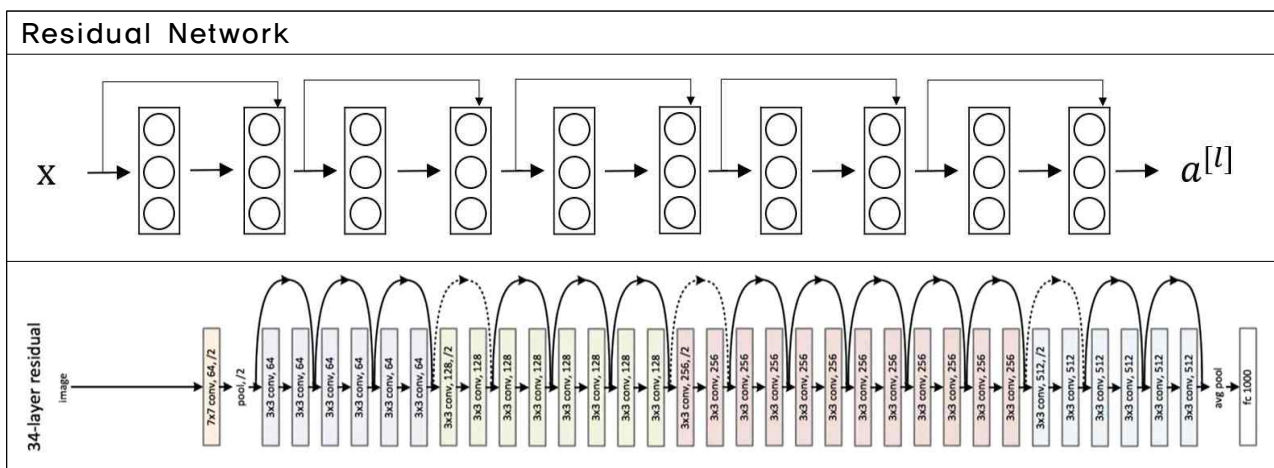 Residual Network
x
a[l]
34-layer residual
image
7x7 conv, 64, /2
pool, /2
3x3 conv, 64
3x3 conv, 64
3x3 conv, 64
3x3 conv, 64
3x3 conv, 64
3x3 conv, 64
3x3 conv, 128, /2
3x3 conv, 128
3x3 conv, 128
3x3 conv, 128
3x3 conv, 128
3x3 conv, 128
3x3 conv, 128
3x3 conv, 128
3x3 conv, 256, /2
3x3 conv, 256
3x3 conv, 256
3x3 conv, 256
3x3 conv, 256
3x3 conv, 256
3x3 conv, 256
3x3 conv, 256
3x3 conv, 256
3x3 conv, 256
3x3 conv, 256
3x3 conv, 256
3x3 conv, 512, /2
3x3 conv, 512
3x3 conv, 512
3x3 conv, 512
3x3 conv, 512
3x3 conv, 512
avg pool
fc 1000